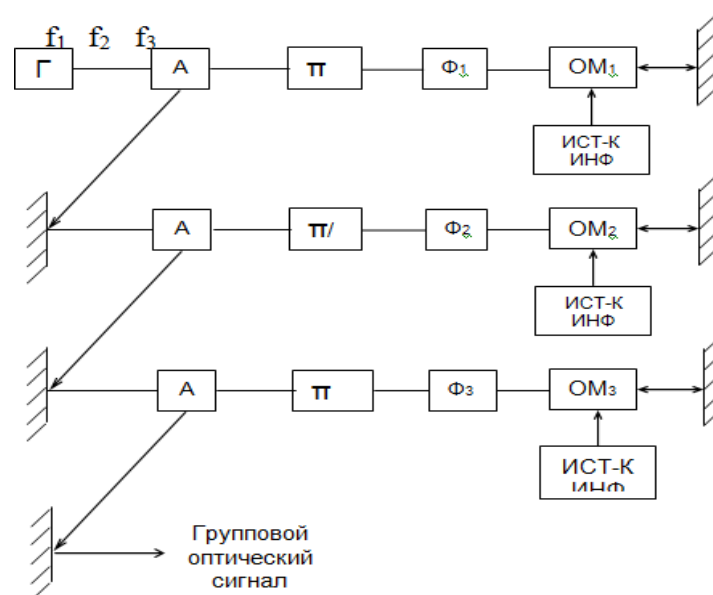 f₁ f₂ f₃
Г А π Ф₁ ОМ₁
ИСТ-К
ИНФ
А π/ Ф₂ ОМ₂
ИСТ-К
ИНФ
А π Ф₃ ОМ₃
ИСТ-К
ИНФ
Групповой
оптический
сигнал